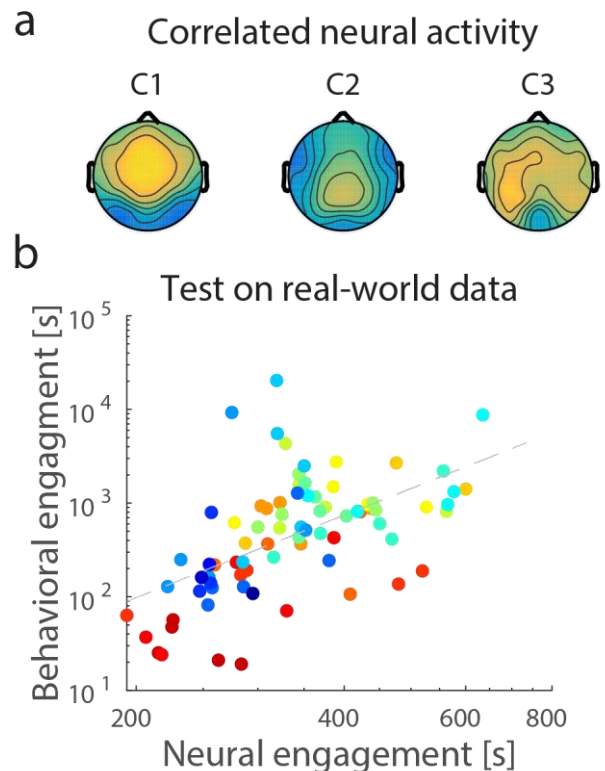 a
Correlated neural activity
C1 C2 C3
b
Test on real-world data
Behavioral engagment [s]
10^5
10^4
10^3
10^2
10^1
200 400 600 800
Neural engagement [s]